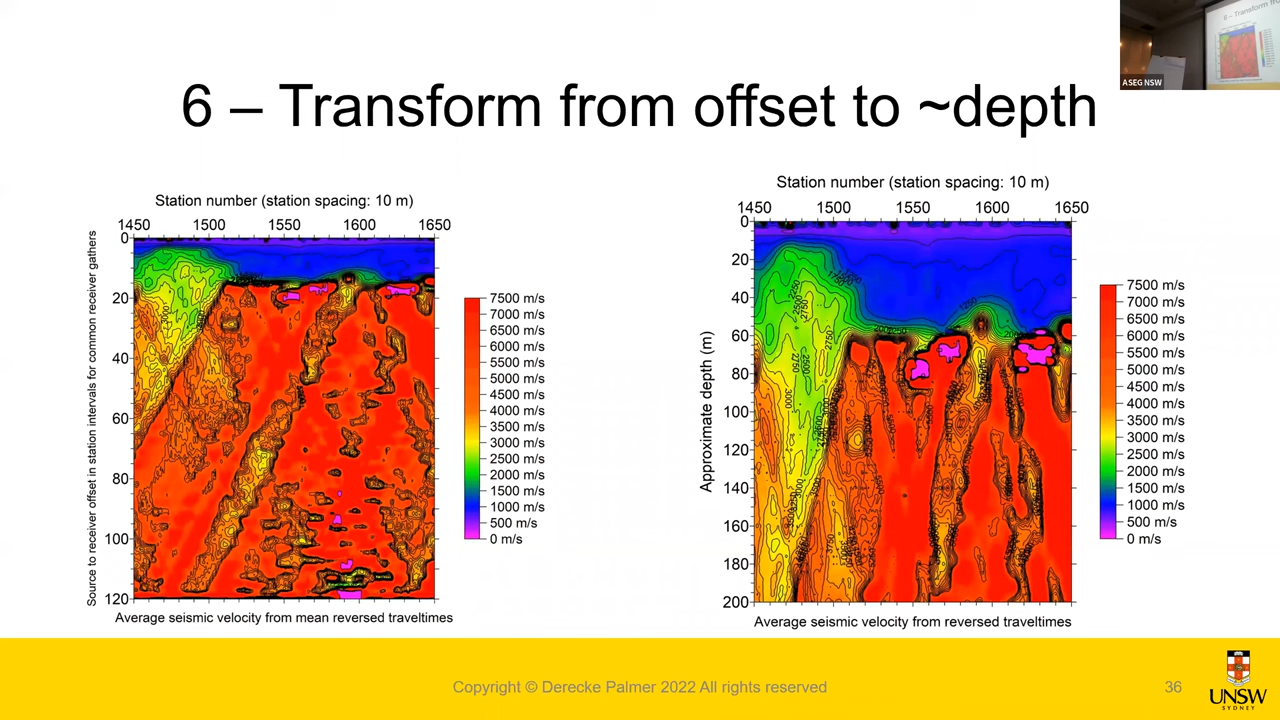 ASEG NSW
6 – Transform from offset to ~depth
Station number (station spacing: 10 m)
1450 1500 1550 1600 1650
Source to receiver offset in station intervals for common receiver gathers
0
20
40
60
80
100
120
7500 m/s
7000 m/s
6500 m/s
6000 m/s
5500 m/s
5000 m/s
4500 m/s
4000 m/s
3500 m/s
3000 m/s
2500 m/s
2000 m/s
1500 m/s
1000 m/s
500 m/s
0 m/s
Average seismic velocity from mean reversed traveltimes
Station number (station spacing: 10 m)
1450 1500 1550 1600 1650
Approximate depth (m)
0
20
40
60
80
100
120
140
160
180
200
7500 m/s
7000 m/s
6500 m/s
6000 m/s
5500 m/s
5000 m/s
4500 m/s
4000 m/s
3500 m/s
3000 m/s
2500 m/s
2000 m/s
1500 m/s
1000 m/s
500 m/s
0 m/s
Average seismic velocity from reversed traveltimes
Copyright © Derecke Palmer 2022 All rights reserved
36
UNSW
SYDNEY